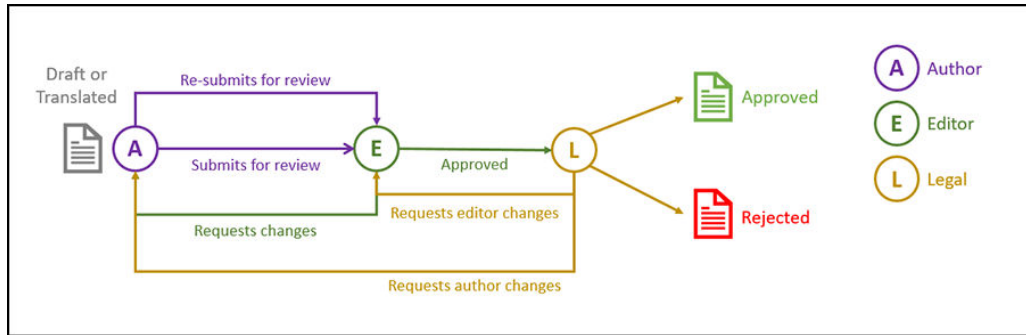 Draft or
Translated
Re-submits for review
A
Submits for review
E
Approved
L
Requests changes
Requests editor changes
Requests author changes
Approved
Rejected
A Author
E Editor
L Legal